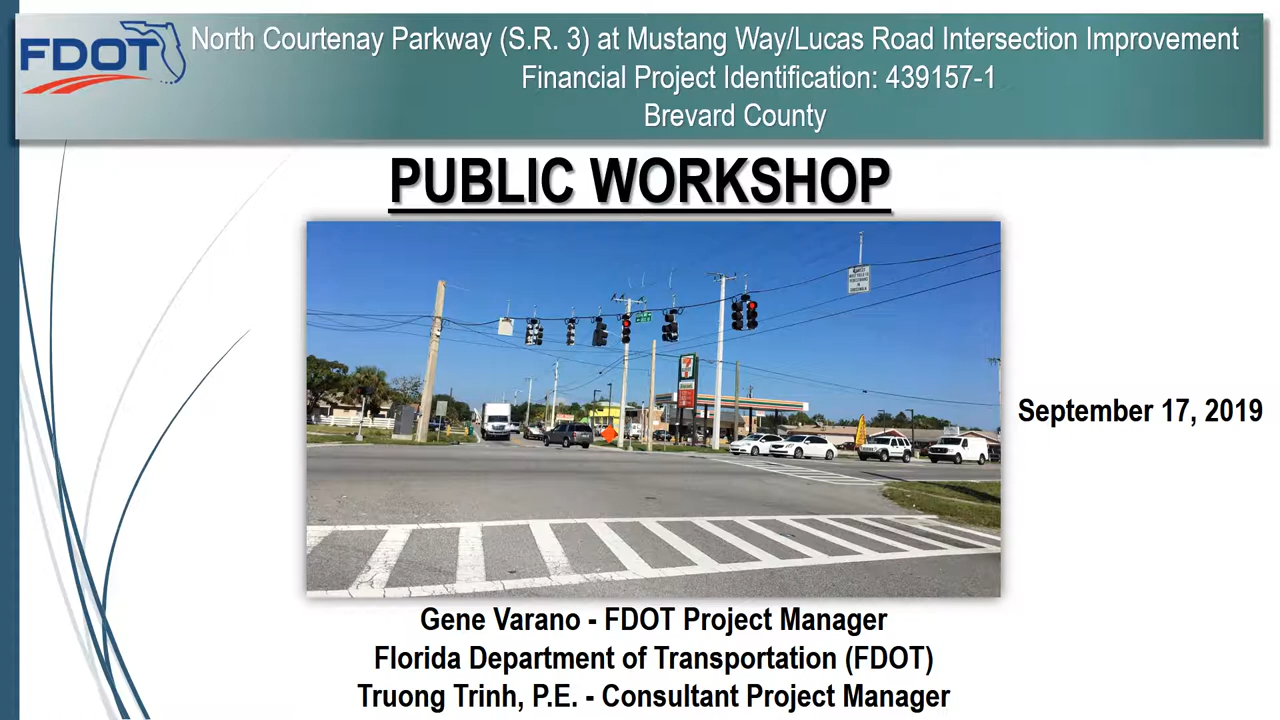 FDOT
North Courtenay Parkway (S.R. 3) at Mustang Way/Lucas Road Intersection Improvement
Financial Project Identification: 439157-1
Brevard County
PUBLIC WORKSHOP
7
September 17, 2019
Gene Varano - FDOT Project Manager
Florida Department of Transportation (FDOT)
Truong Trinh, P.E. - Consultant Project Manager